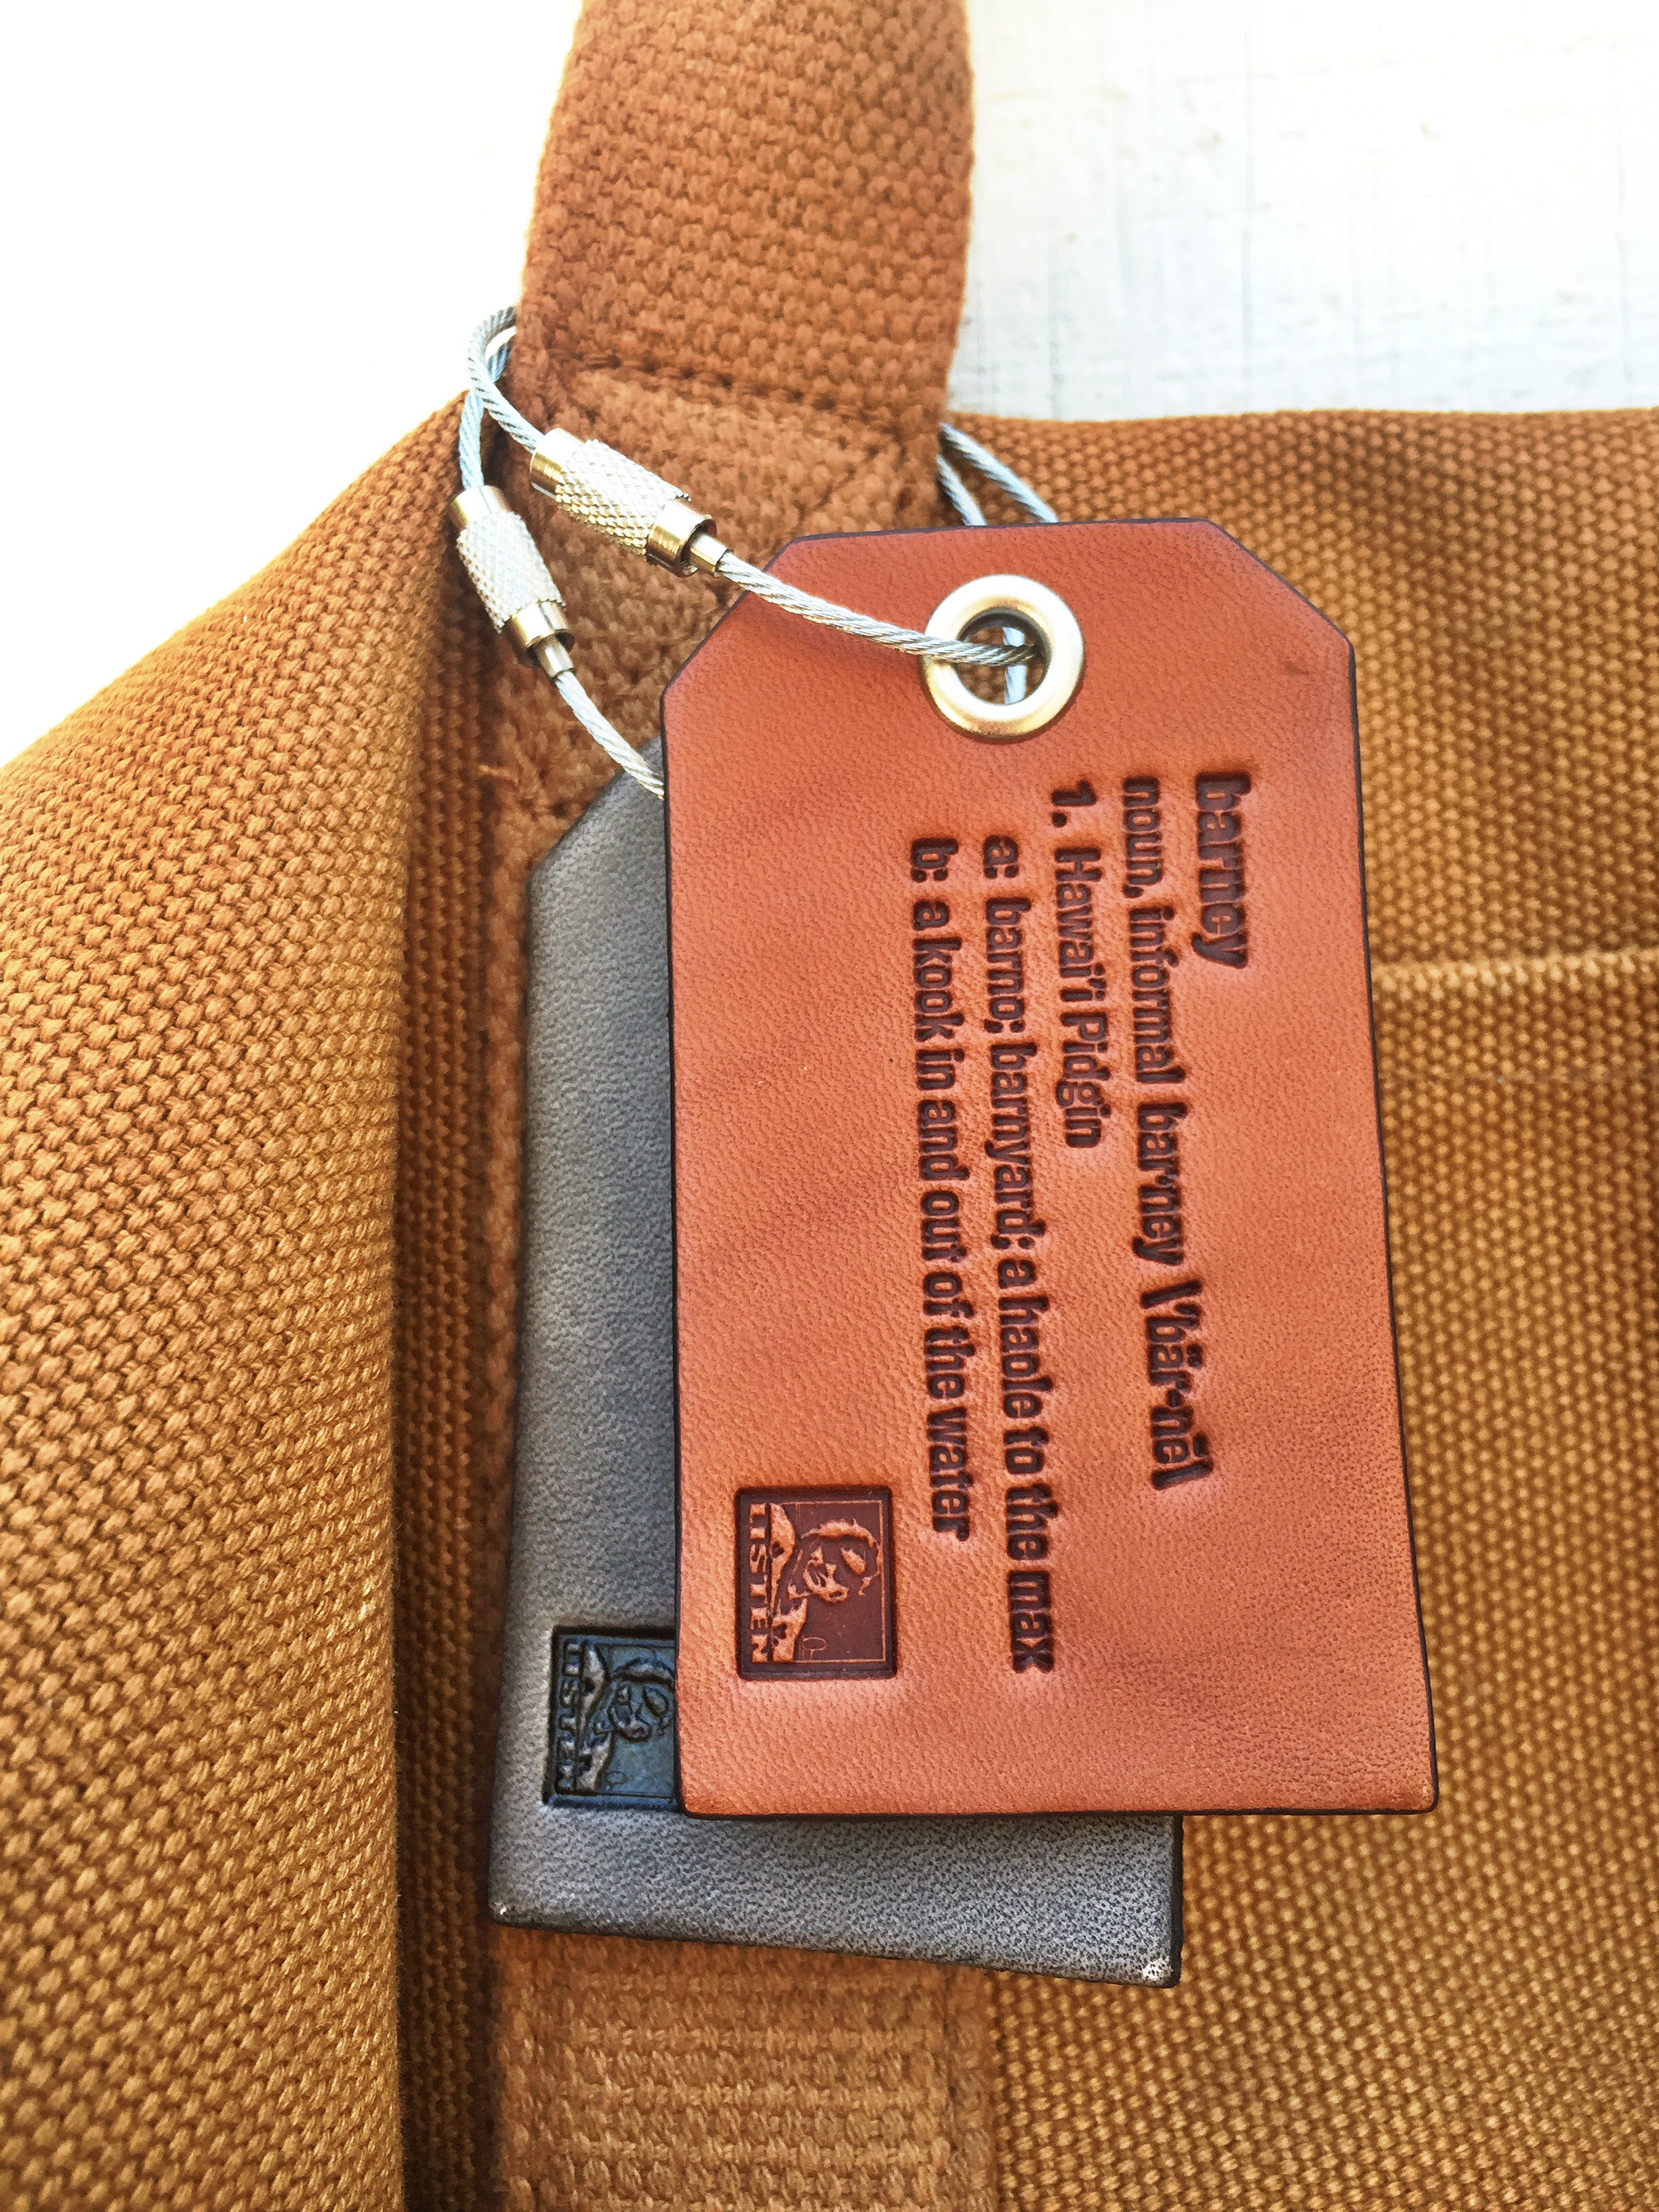 barney
noun, informal barney \'bär-nē\
1. Hawai'i Pidgin
a: barno; barnyard; a haole to the max
b: a kook in and out of the water
LISTEN
LISTEN